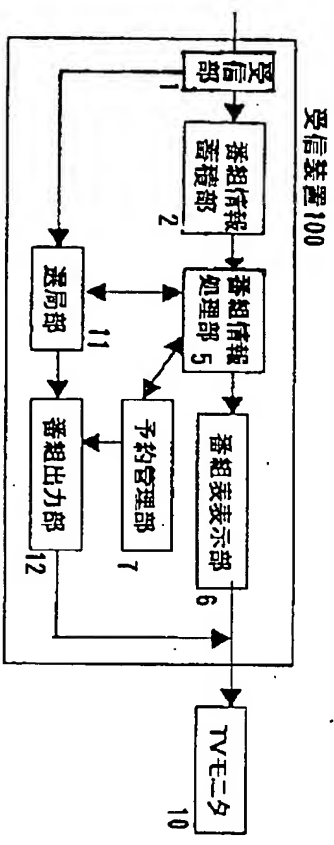 受信装置100
受信部
1
番組情報
蓄積部
2
番組情報
処理部
5
番組表表示部
6
選局部
11
予約管理部
7
番組出力部
12
TVモニタ
10